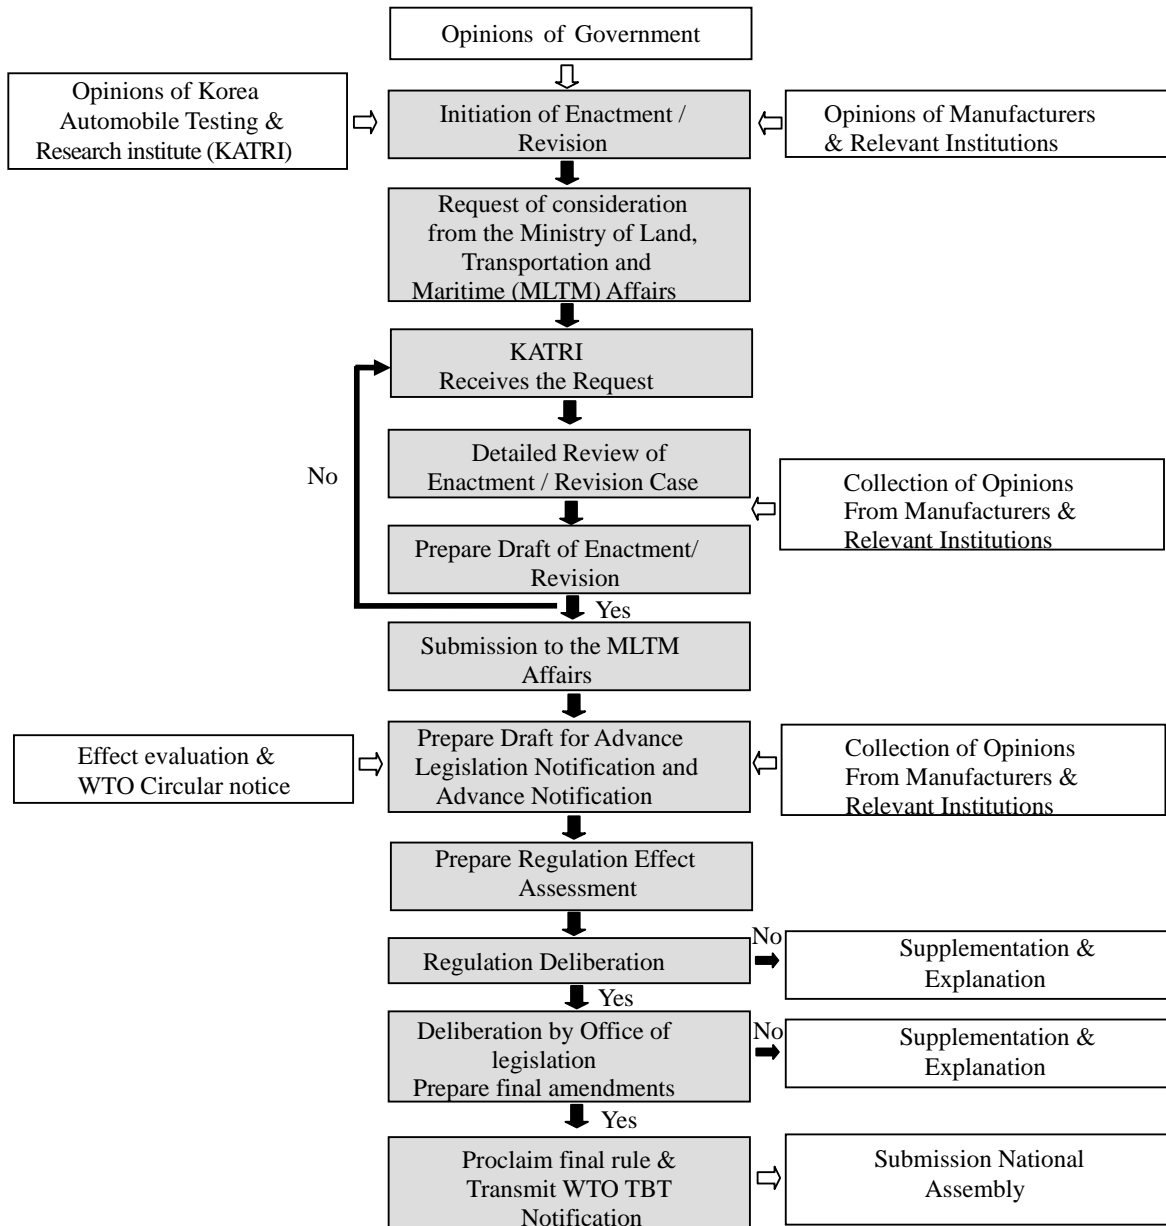 Opinions of Government
Opinions of Korea
Automobile Testing &
Research institute (KATRI)
Initiation of Enactment /
Revision
Opinions of Manufacturers
& Relevant Institutions
Request of consideration
from the Ministry of Land,
Transportation and
Maritime (MLTM) Affairs
KATRI
Receives the Request
No
Detailed Review of
Enactment / Revision Case
Collection of Opinions
From Manufacturers &
Relevant Institutions
Prepare Draft of Enactment/
Revision
Yes
Submission to the MLTM
Affairs
Effect evaluation &
WTO Circular notice
Prepare Draft for Advance
Legislation Notification and
Advance Notification
Collection of Opinions
From Manufacturers &
Relevant Institutions
Prepare Regulation Effect
Assessment
Regulation Deliberation
No
Supplementation &
Explanation
Yes
Deliberation by Office of
legislation
Prepare final amendments
No
Supplementation &
Explanation
Yes
Proclaim final rule &
Transmit WTO TBT
Notification
Submission National
Assembly